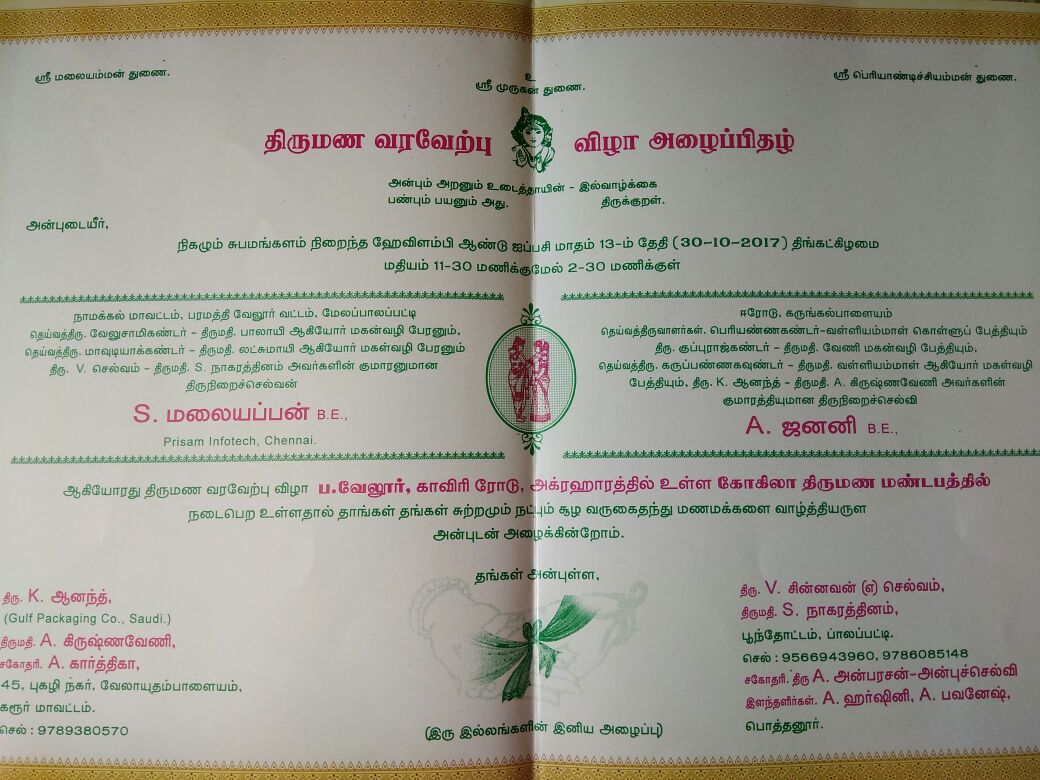 ஸ்ரீ மலையம்மன் துணை.
உ
ஸ்ரீ முருகன் துணை.
ஸ்ரீ பெரியாண்டிச்சியம்மன் துணை.
திருமண வரவேற்பு விழா அழைப்பிதழ்
அன்பும் அறனும் உடைத்தாயின் - இல்வாழ்க்கை
பண்பும் பயனும் அது. திருக்குறள்.
அன்புடையீர்,
நிகழும் சுபமங்களம் நிறைந்த ஹேவிளம்பி ஆண்டு ஐப்பசி மாதம் 13-ம் தேதி (30-10-2017) திங்கட்கிழமை
மதியம் 11-30 மணிக்குமேல் 2-30 மணிக்குள்
நாமக்கல் மாவட்டம், பரமத்தி வேலூர் வட்டம், மேலப்பாலப்பட்டி
தெய்வத்திரு. வேலுசாமிகண்டர் - திருமதி. பாலாயி ஆகியோர் மகன்வழி பேரனும்,
தெய்வத்திரு. மாவுடியாக்கண்டர் - திருமதி. லட்சுமாயி ஆகியோர் மகள்வழி பேரனும்
திரு. V. செல்வம் - திருமதி. S. நாகரத்தினம் அவர்களின் குமாரனுமான
திருநிறைச்செல்வன்
S. மலையப்பன் B.E.,
Prisam Infotech, Chennai.
ஈரோடு, கருங்கல்பாளையம்
தெய்வத்திருவாளர்கள். பெரியண்ணகண்டர்-வள்ளியம்மாள் கொள்ளுப் பேத்தியும்
திரு. குப்புராஜ்கண்டர் - திருமதி. வேணி மகன்வழி பேத்தியும்,
தெய்வத்திரு. கருப்பண்ணகவுண்டர் - திருமதி. வள்ளியம்மாள் ஆகியோர் மகள்வழி
பேத்தியும், திரு. K. ஆனந்த் - திருமதி. A. கிருஷ்ணவேணி அவர்களின்
குமாரத்தியுமான திருநிறைச்செல்வி
A. ஜனனி B.E.,
ஆகியோரது திருமண வரவேற்பு விழா ப.வேலூர், காவிரி ரோடு, அக்ரஹாரத்தில் உள்ள கோகிலா திருமண மண்டபத்தில்
நடைபெற உள்ளதால் தாங்கள் தங்கள் சுற்றமும் நட்பும் சூழ வருகைதந்து மணமக்களை வாழ்த்தியருள
அன்புடன் அழைக்கின்றோம்.
தங்கள் அன்புள்ள,
திரு. K. ஆனந்த்,
(Gulf Packaging Co., Saudi.)
திருமதி. A. கிருஷ்ணவேணி,
சகோதரி. A. கார்த்திகா,
45, புகழி நகர், வேலாயுதம்பாளையம்,
கரூர் மாவட்டம்.
செல் : 9789380570
திரு. V. சின்னவன் (எ) செல்வம்,
திருமதி. S. நாகரத்தினம்,
பூந்தோட்டம், பாலப்பட்டி.
செல் : 9566943960, 9786085148
சகோதரி. திரு A. அன்பரசன்-அன்புச்செல்வி
இளந்தளிர்கள். A. ஹர்ஷினி, A. பவனேஷ்,
பொத்தனூர்.
(இரு இல்லங்களின் இனிய அழைப்பு)